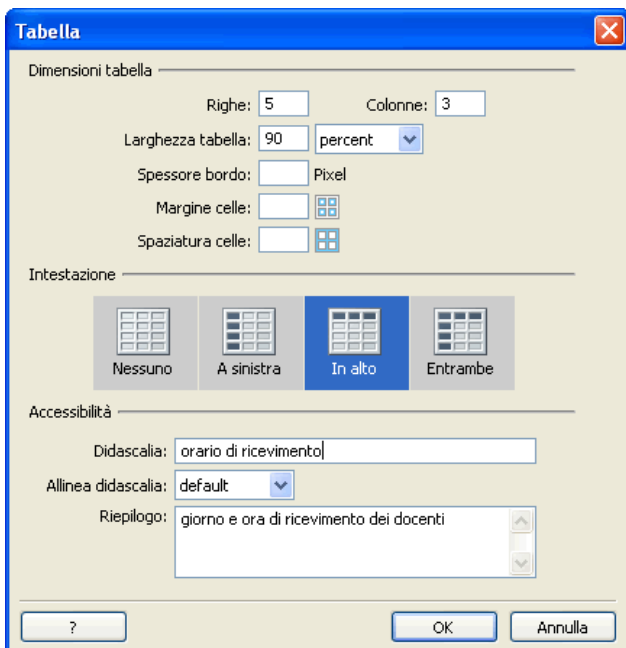 Tabella
Dimensioni tabella
Righe: 5 Colonne: 3
Larghezza tabella: 90 percent
Spessore bordo: Pixel
Margine celle:
Spaziatura celle:
Intestazione
Nessuno A sinistra In alto Entrambe
Accessibilità
Didascalia: orario di ricevimento
Allinea didascalia: default
Riepilogo: giorno e ora di ricevimento dei docenti
? OK Annulla